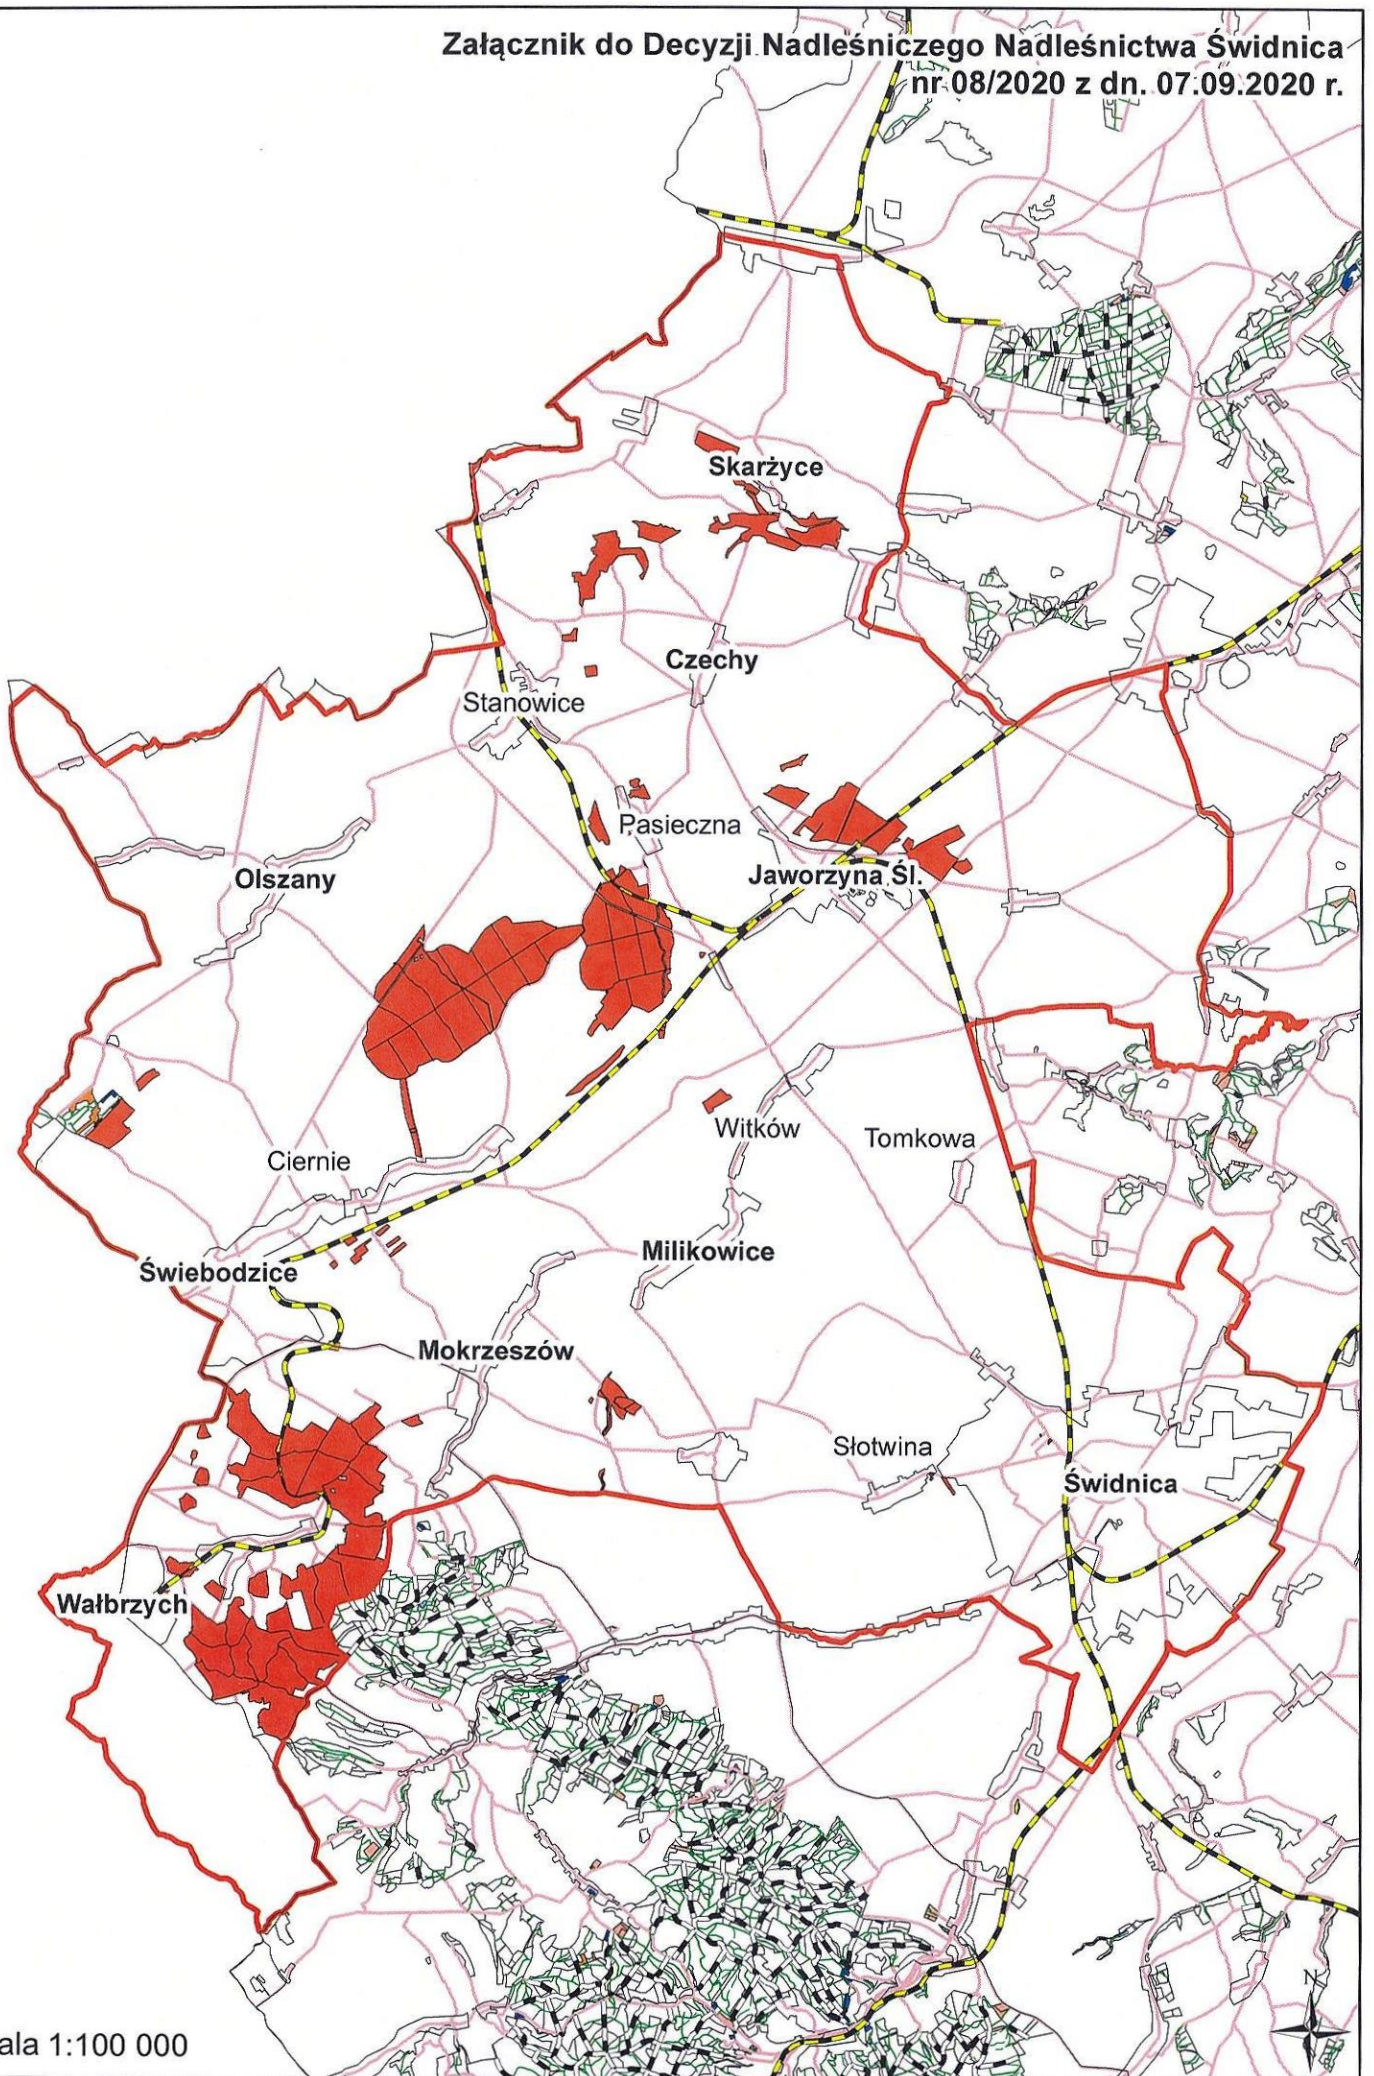 Załącznik do Decyzji Nadleśniczego Nadleśnictwa Świdnica
nr 08/2020 z dn. 07.09.2020 r.
Skarżyce
Czechy
Stanowice
Pasieczna
Jaworzyna Śl.
Olszany
Witków
Tomkowa
Ciernie
Milikowice
Świebodzice
Mokrzeszów
Słotwina
Świdnica
Wałbrzych
N
ala 1:100 000